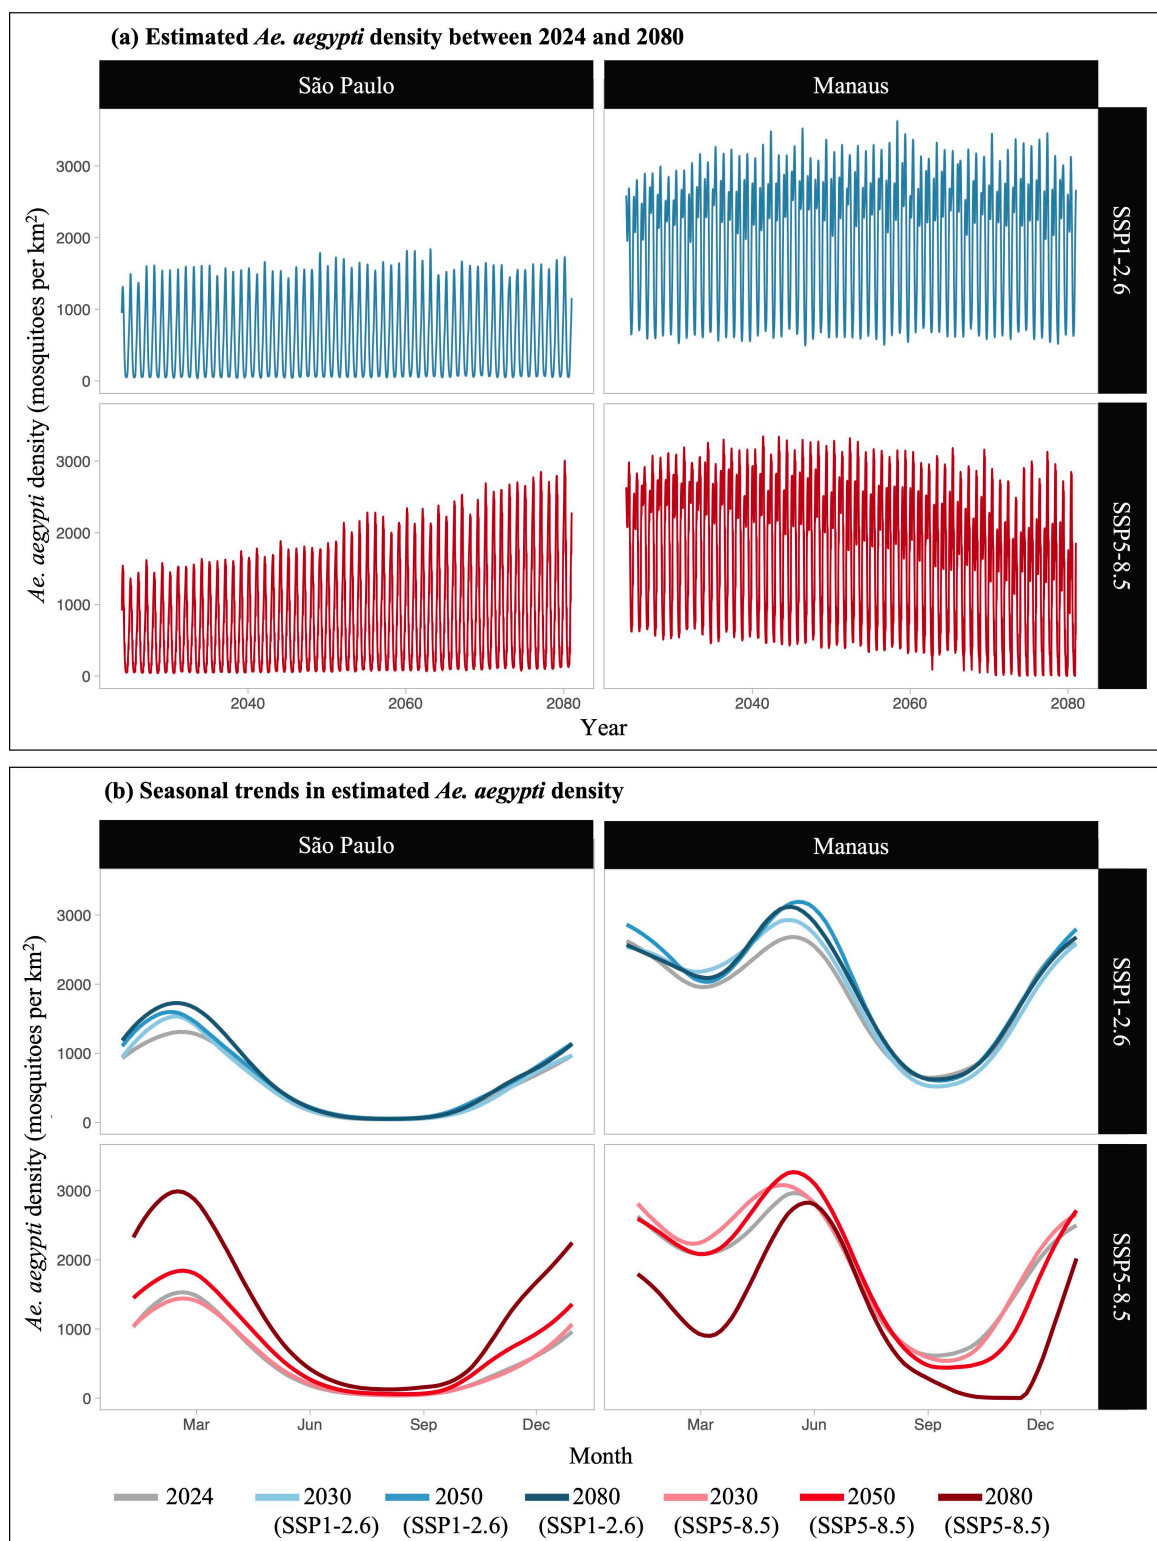 (a) Estimated Ae. aegypti density between 2024 and 2080
São Paulo
Manaus
Ae. aegypti density (mosquitoes per km²)
3000
2000
1000
0
SSP1-2.6
3000
2000
1000
0
SSP5-8.5
2040
2060
2080
2040
2060
2080
Year
(b) Seasonal trends in estimated Ae. aegypti density
São Paulo
Manaus
Ae. aegypti density (mosquitoes per km²)
3000
2000
1000
0
SSP1-2.6
3000
2000
1000
0
SSP5-8.5
Mar
Jun
Sep
Dec
Mar
Jun
Sep
Dec
Month
2024
2030
(SSP1-2.6)
2050
(SSP1-2.6)
2080
(SSP1-2.6)
2030
(SSP5-8.5)
2050
(SSP5-8.5)
2080
(SSP5-8.5)